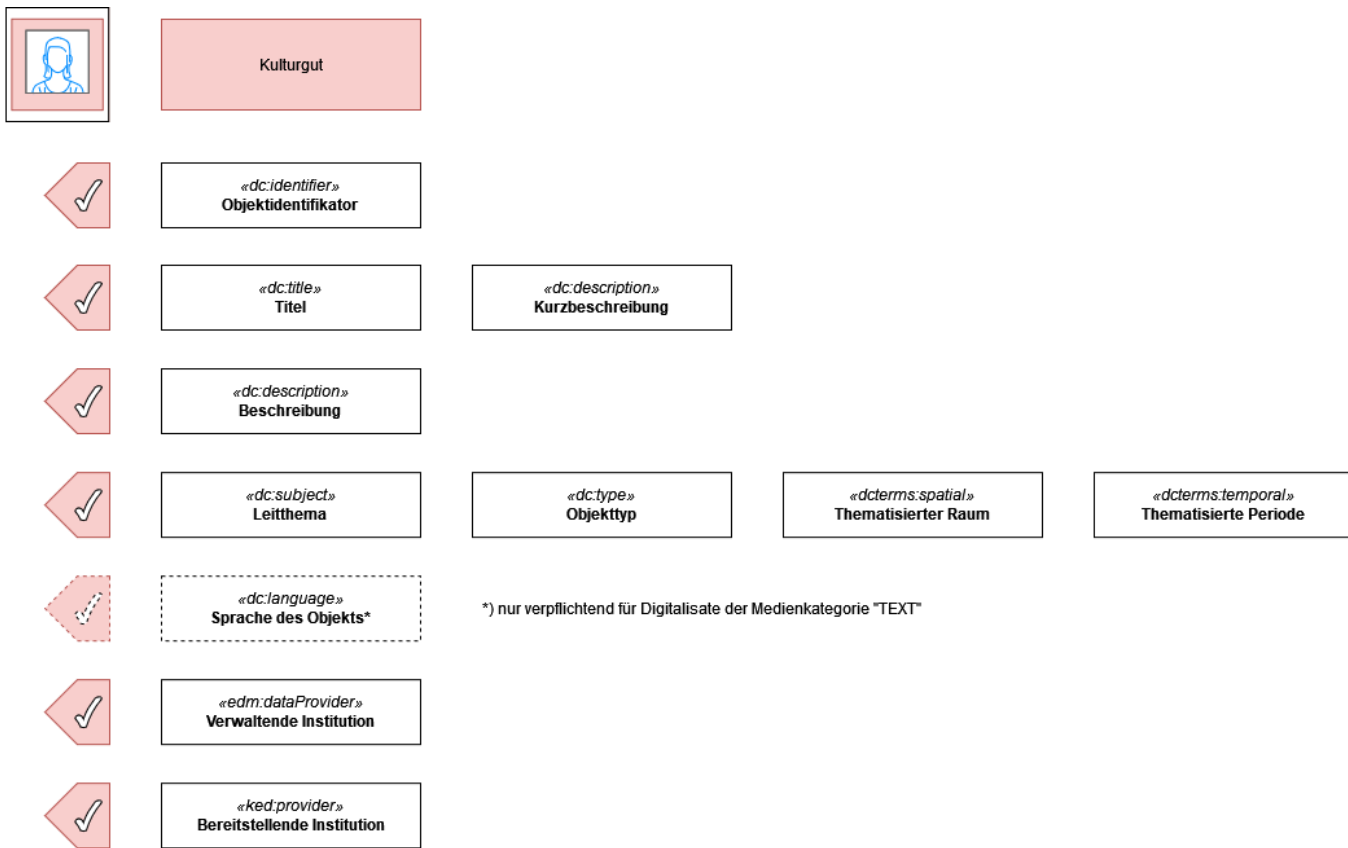 Kulturgut
«dc:identifier»
Objektidentifikator
«dc:title»
Titel
«dc:description»
Kurzbeschreibung
«dc:description»
Beschreibung
«dc:subject»
Leitthema
«dc:type»
Objekttyp
«dcterms:spatial»
Thematisierter Raum
«dcterms:temporal»
Thematisierte Periode
«dc:language»
Sprache des Objekts*
*) nur verpflichtend für Digitalisate der Medienkategorie "TEXT"
«edm:dataProvider»
Verwaltende Institution
«ked:provider»
Bereitstellende Institution